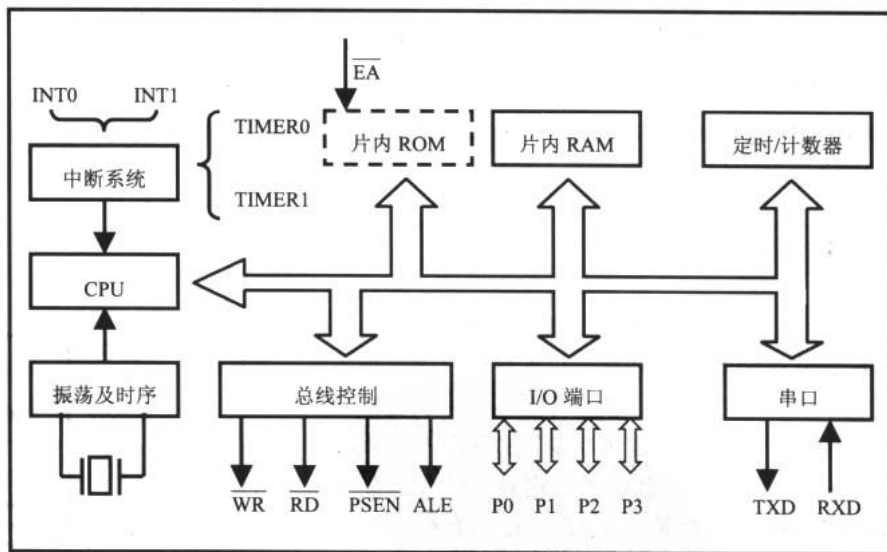 EA
INT0 INT1
TIMER0
片内 ROM
片内 RAM
定时/计数器
中断系统
TIMER1
CPU
振荡及时序
总线控制
I/O 端口
串口
WR RD PSEN ALE
P0 P1 P2 P3
TXD RXD